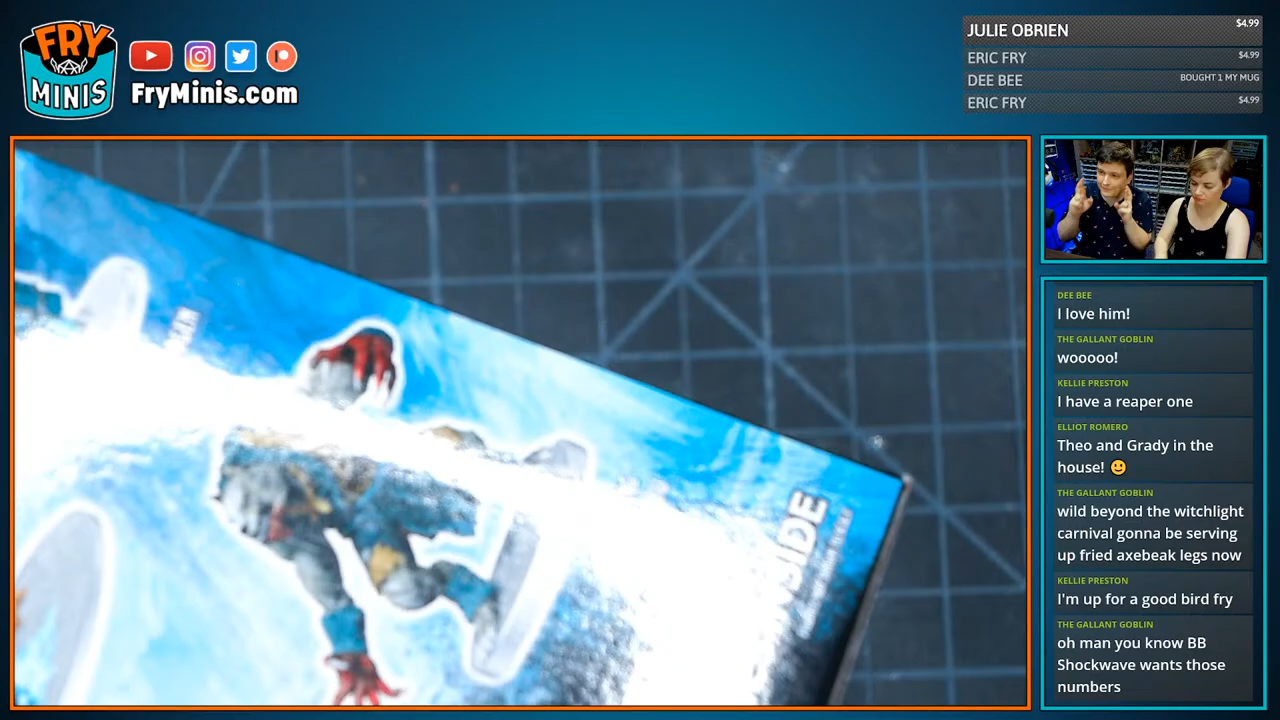 FRY
MINIS
FryMinis.com
JULIE OBRIEN $4.99
ERIC FRY $4.99
DEE BEE BOUGHT 1 MY MUG
ERIC FRY $4.99
DEE BEE
I love him!
THE GALLANT GOBLIN
wooooo!
KELLIE PRESTON
I have a reaper one
ELLIOT ROMERO
Theo and Grady in the
house! 😀
THE GALLANT GOBLIN
wild beyond the witchlight
carnival gonna be serving
up fried axebeak legs now
KELLIE PRESTON
I'm up for a good bird fry
THE GALLANT GOBLIN
oh man you know BB
Shockwave wants those
numbers